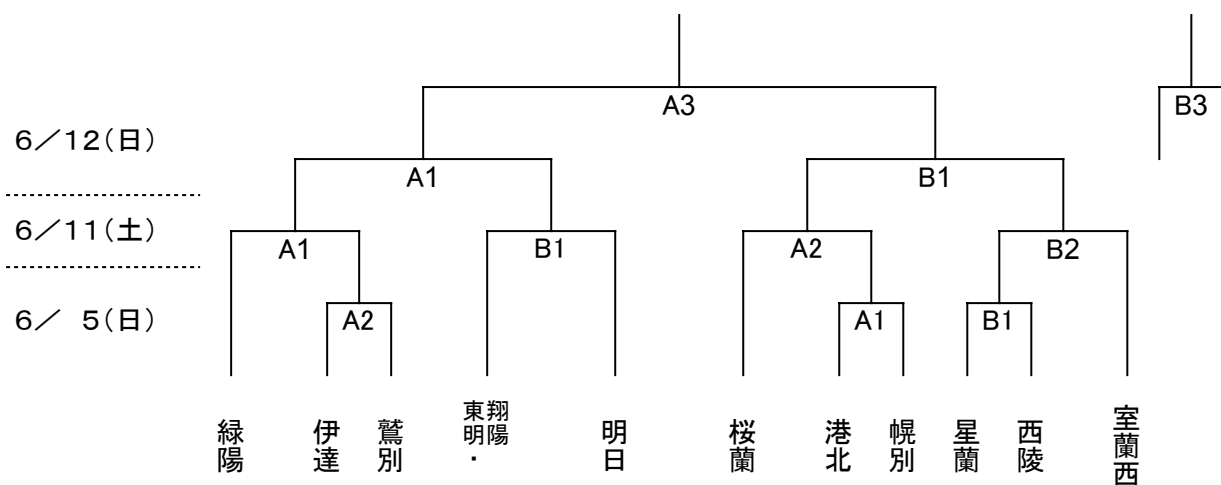 A3
B3
6/12(日)
A1
B1
6/11(土)
A1
B1
A2
B2
6/ 5(日)
A2
A1
B1
緑陽
伊達
鷲別
翔陽
東明・
明日
桜蘭
港北
幌別
星蘭
西陵
室蘭西